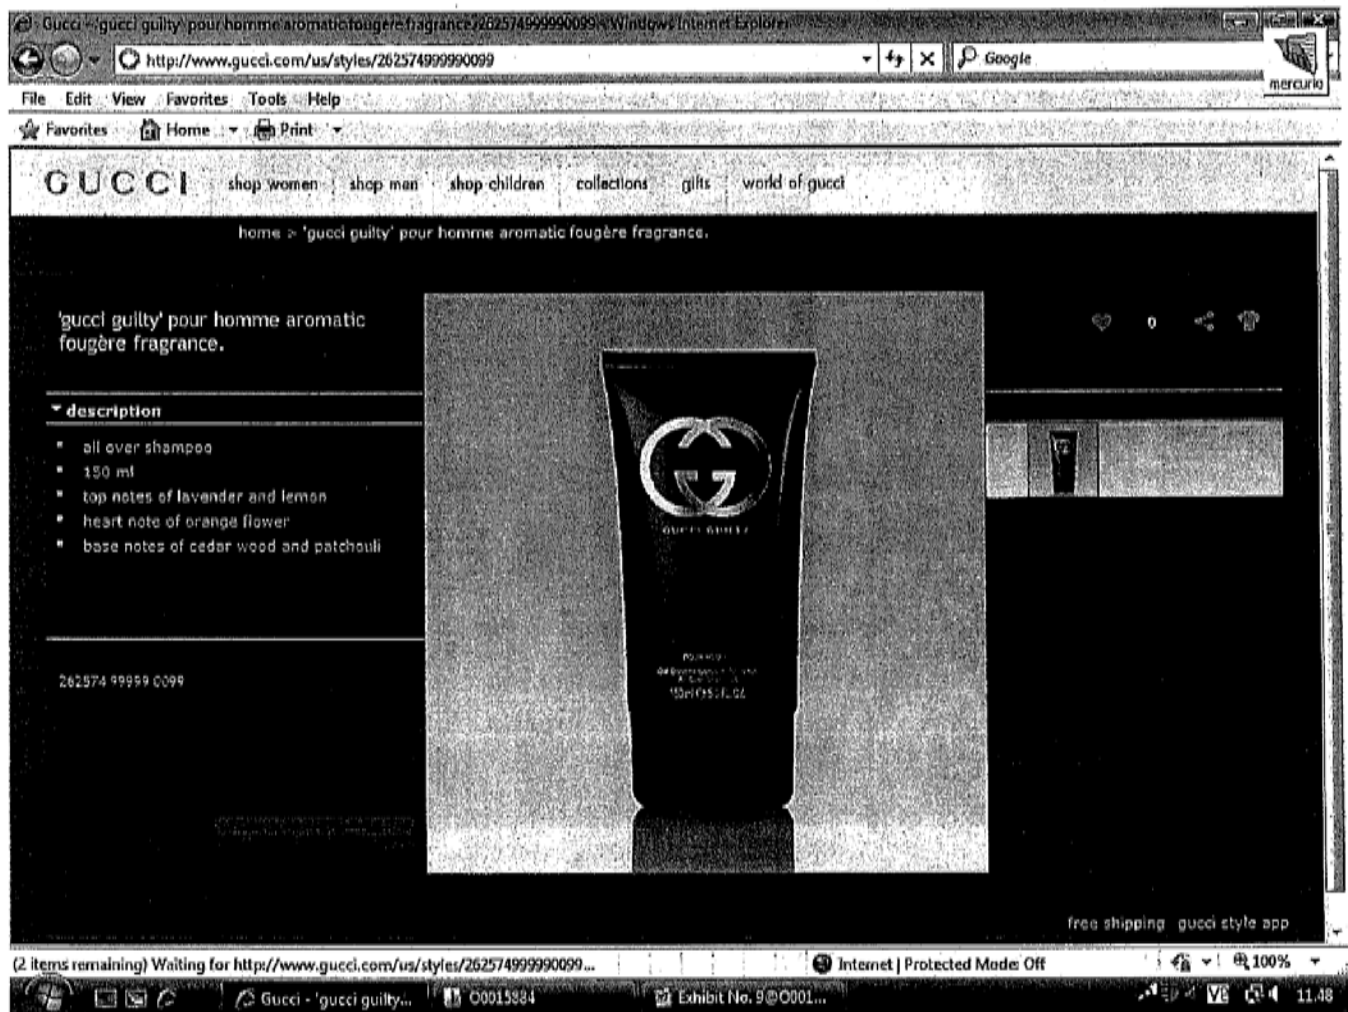 Gucci - 'gucci guilty' pour homme aromatic fougère fragrance. 262574999990099 - Windows Internet Explorer
http://www.gucci.com/us/styles/262574999990099
Google
mercurio
File Edit View Favorites Tools Help
Favorites Home Print
GUCCI shop women shop men shop children collections gifts world of gucci
home > 'gucci guilty' pour homme aromatic fougère fragrance.
'gucci guilty' pour homme aromatic
fougère fragrance.
0
description
all over shampoo
150 ml
top notes of lavender and lemon
heart note of orange flower
base notes of cedar wood and patchouli
GUCCI GUILTY
POUR HOMME
262574 99999 0099
free shipping gucci style app
(2 items remaining) Waiting for http://www.gucci.com/us/styles/262574999990099...
Internet | Protected Mode: Off
100%
Gucci - 'gucci guilty...
O0015884
Exhibit No. 9@O001...
11.48